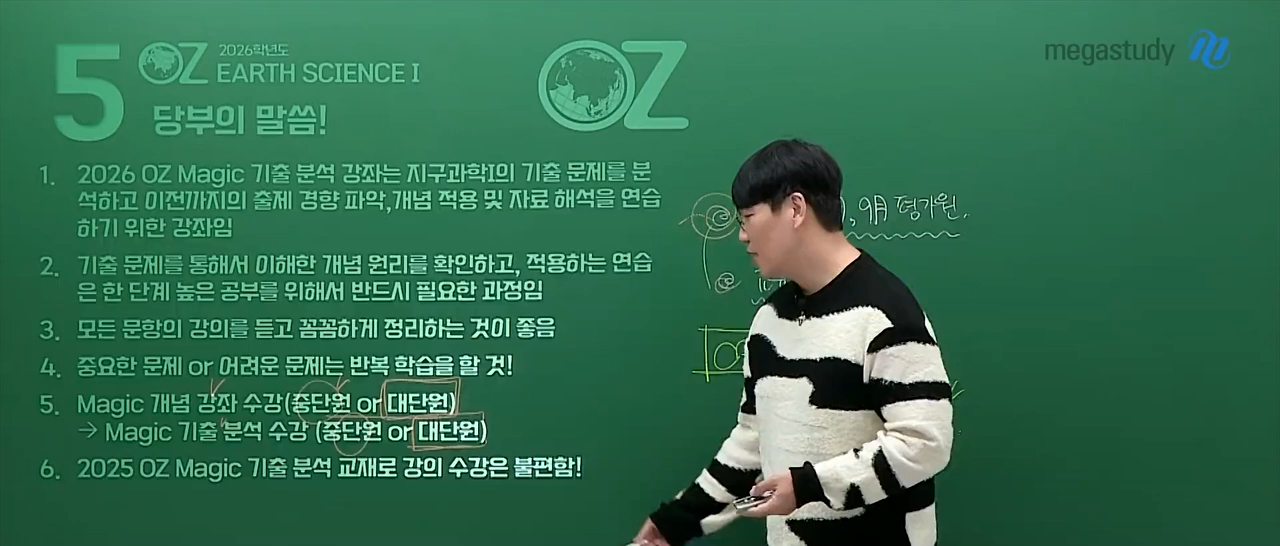 5 OZ 2026학년도
EARTH SCIENCE I
당부의 말씀!
OZ
megastudy
1. 2026 OZ Magic 기출 분석 강좌는 지구과학I의 기출 문제를 분
석하고 이전까지의 출제 경향 파악,개념 적용 및 자료 해석을 연습
하기 위한 강좌임
2. 기출 문제를 통해서 이해한 개념 원리를 확인하고, 적용하는 연습
은 한 단계 높은 공부를 위해서 반드시 필요한 과정임
3. 모든 문항의 강의를 듣고 꼼꼼하게 정리하는 것이 좋음
4. 중요한 문제 or 어려운 문제는 반복 학습을 할 것!
5. Magic 개념 강좌 수강(중단원 or 대단원)
→ Magic 기출 분석 수강 (중단원 or 대단원)
6. 2025 OZ Magic 기출 분석 교재로 강의 수강은 불편함!
, 9月 평가원.